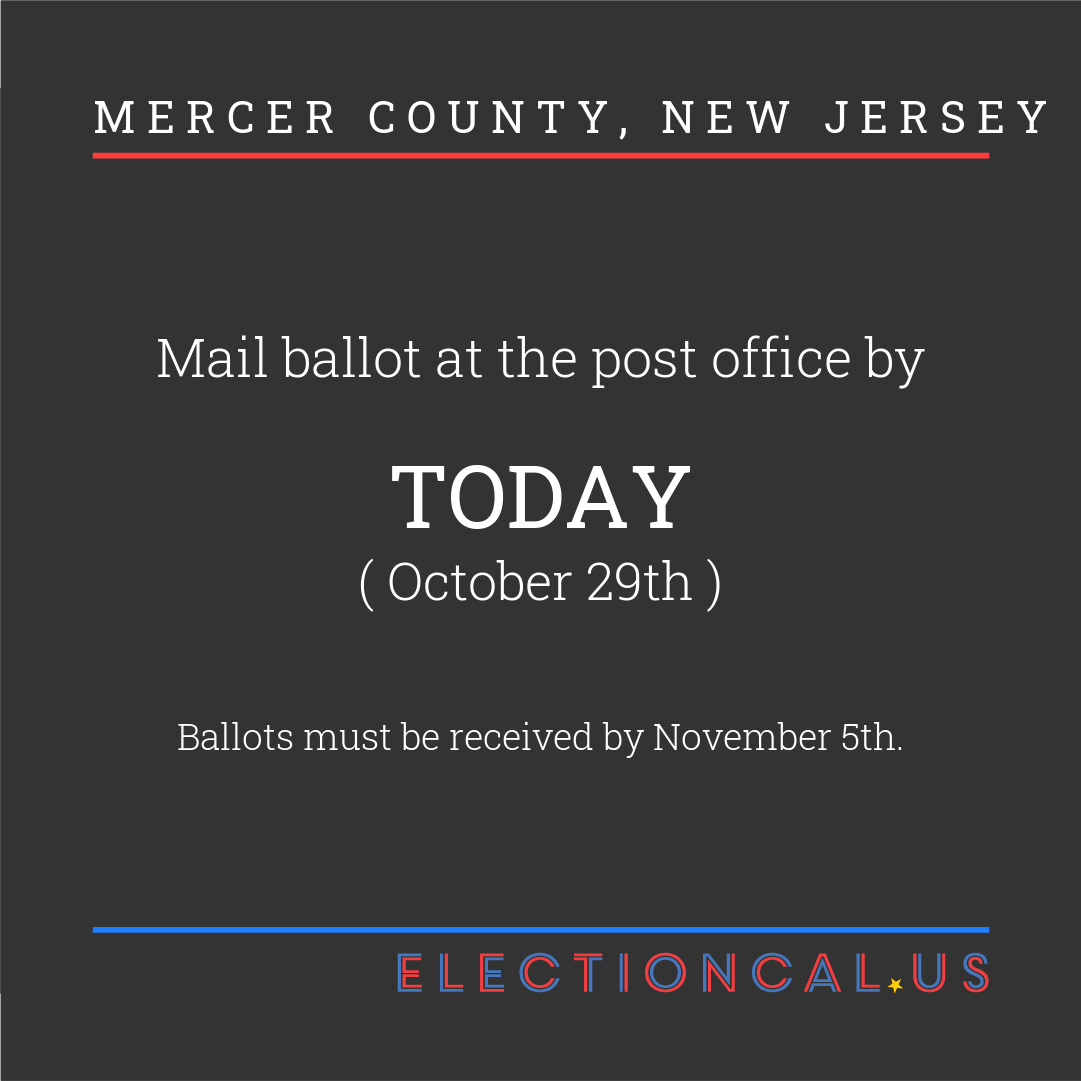 MERCER COUNTY, NEW JERSEY
Mail ballot at the post office by
TODAY
( October 29th )
Ballots must be received by November 5th.
ELECTIONCAL.US